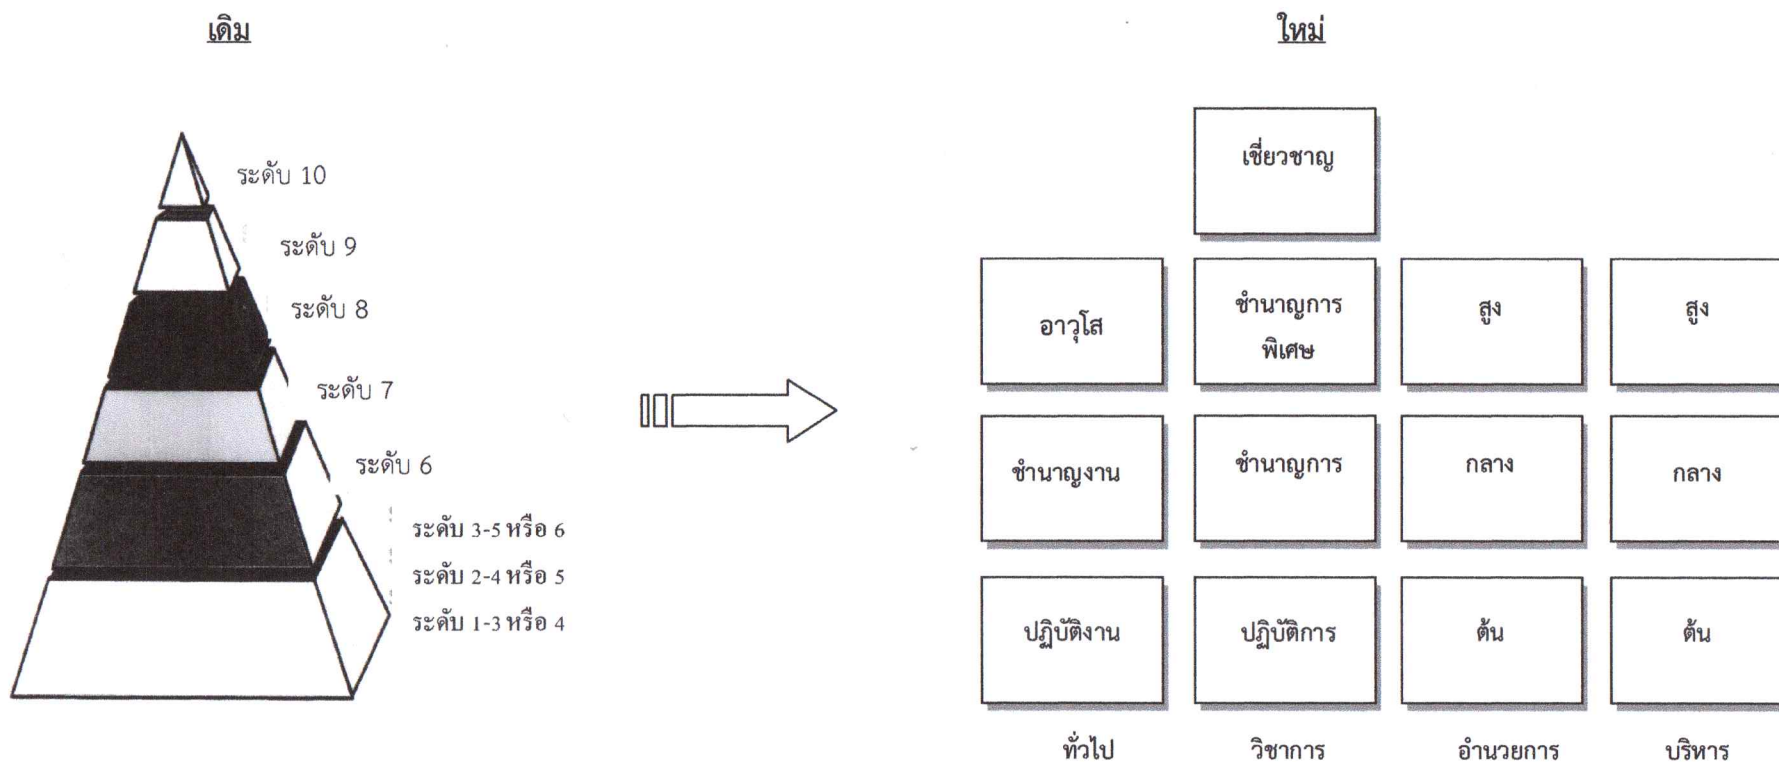 เดิม
ระดับ 10
ระดับ 9
ระดับ 8
ระดับ 7
ระดับ 6
ระดับ 3-5 หรือ 6
ระดับ 2-4 หรือ 5
ระดับ 1-3 หรือ 4
ใหม่
เชี่ยวชาญ
อาวุโส
ชำนาญการ
พิเศษ
สูง
สูง
ชำนาญงาน
ชำนาญการ
กลาง
กลาง
ปฏิบัติงาน
ปฏิบัติการ
ต้น
ต้น
ทั่วไป
วิชาการ
อำนวยการ
บริหาร